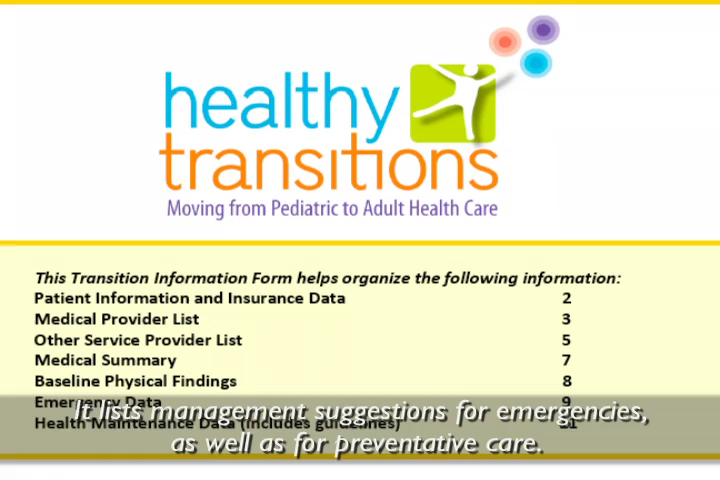 healthy
transitions
Moving from Pediatric to Adult Health Care
This Transition Information Form helps organize the following information:
Patient Information and Insurance Data 2
Medical Provider List 3
Other Service Provider List 5
Medical Summary 7
Baseline Physical Findings 8
Emergency Data 9
It lists management suggestions for emergencies,
Health Maintenance Data (includes guidelines) 11
as well as for preventative care.